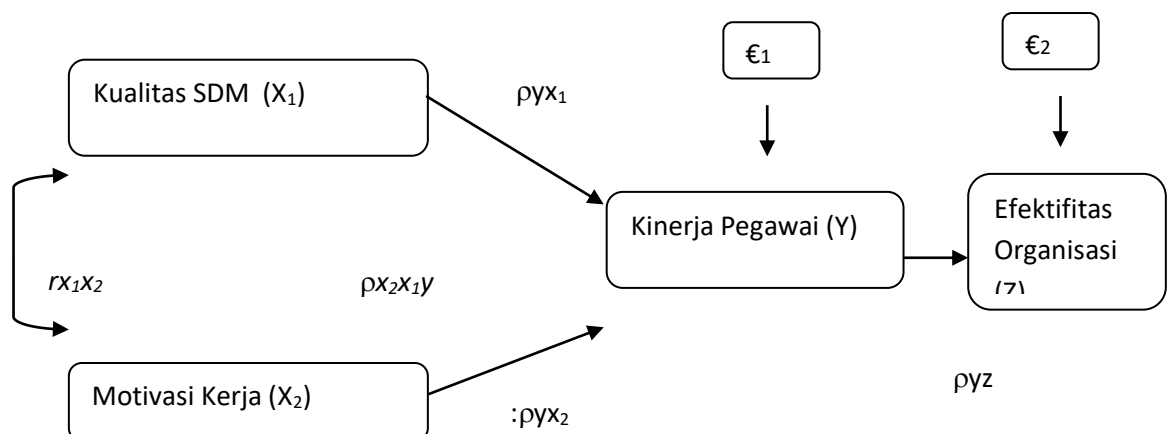 €1
€2
Kualitas SDM (X1)
ρyx1
Kinerja Pegawai (Y)
Efektifitas
Organisasi
(Z)
rx1x2
ρx2x1y
Motivasi Kerja (X2)
:ρyx2
ρyz